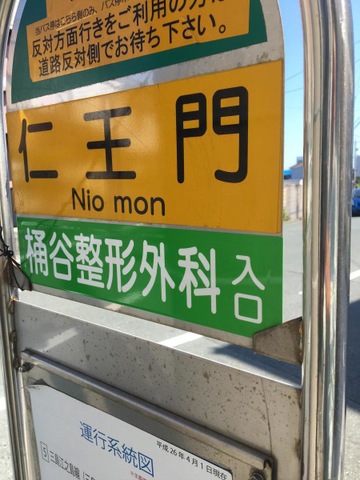 反対方面行きをご利用の方は
道路反対側でお待ち下さい。
仁王門
Nio mon
桶谷整形外科入口
平成26年4月1日現在
運行系統図